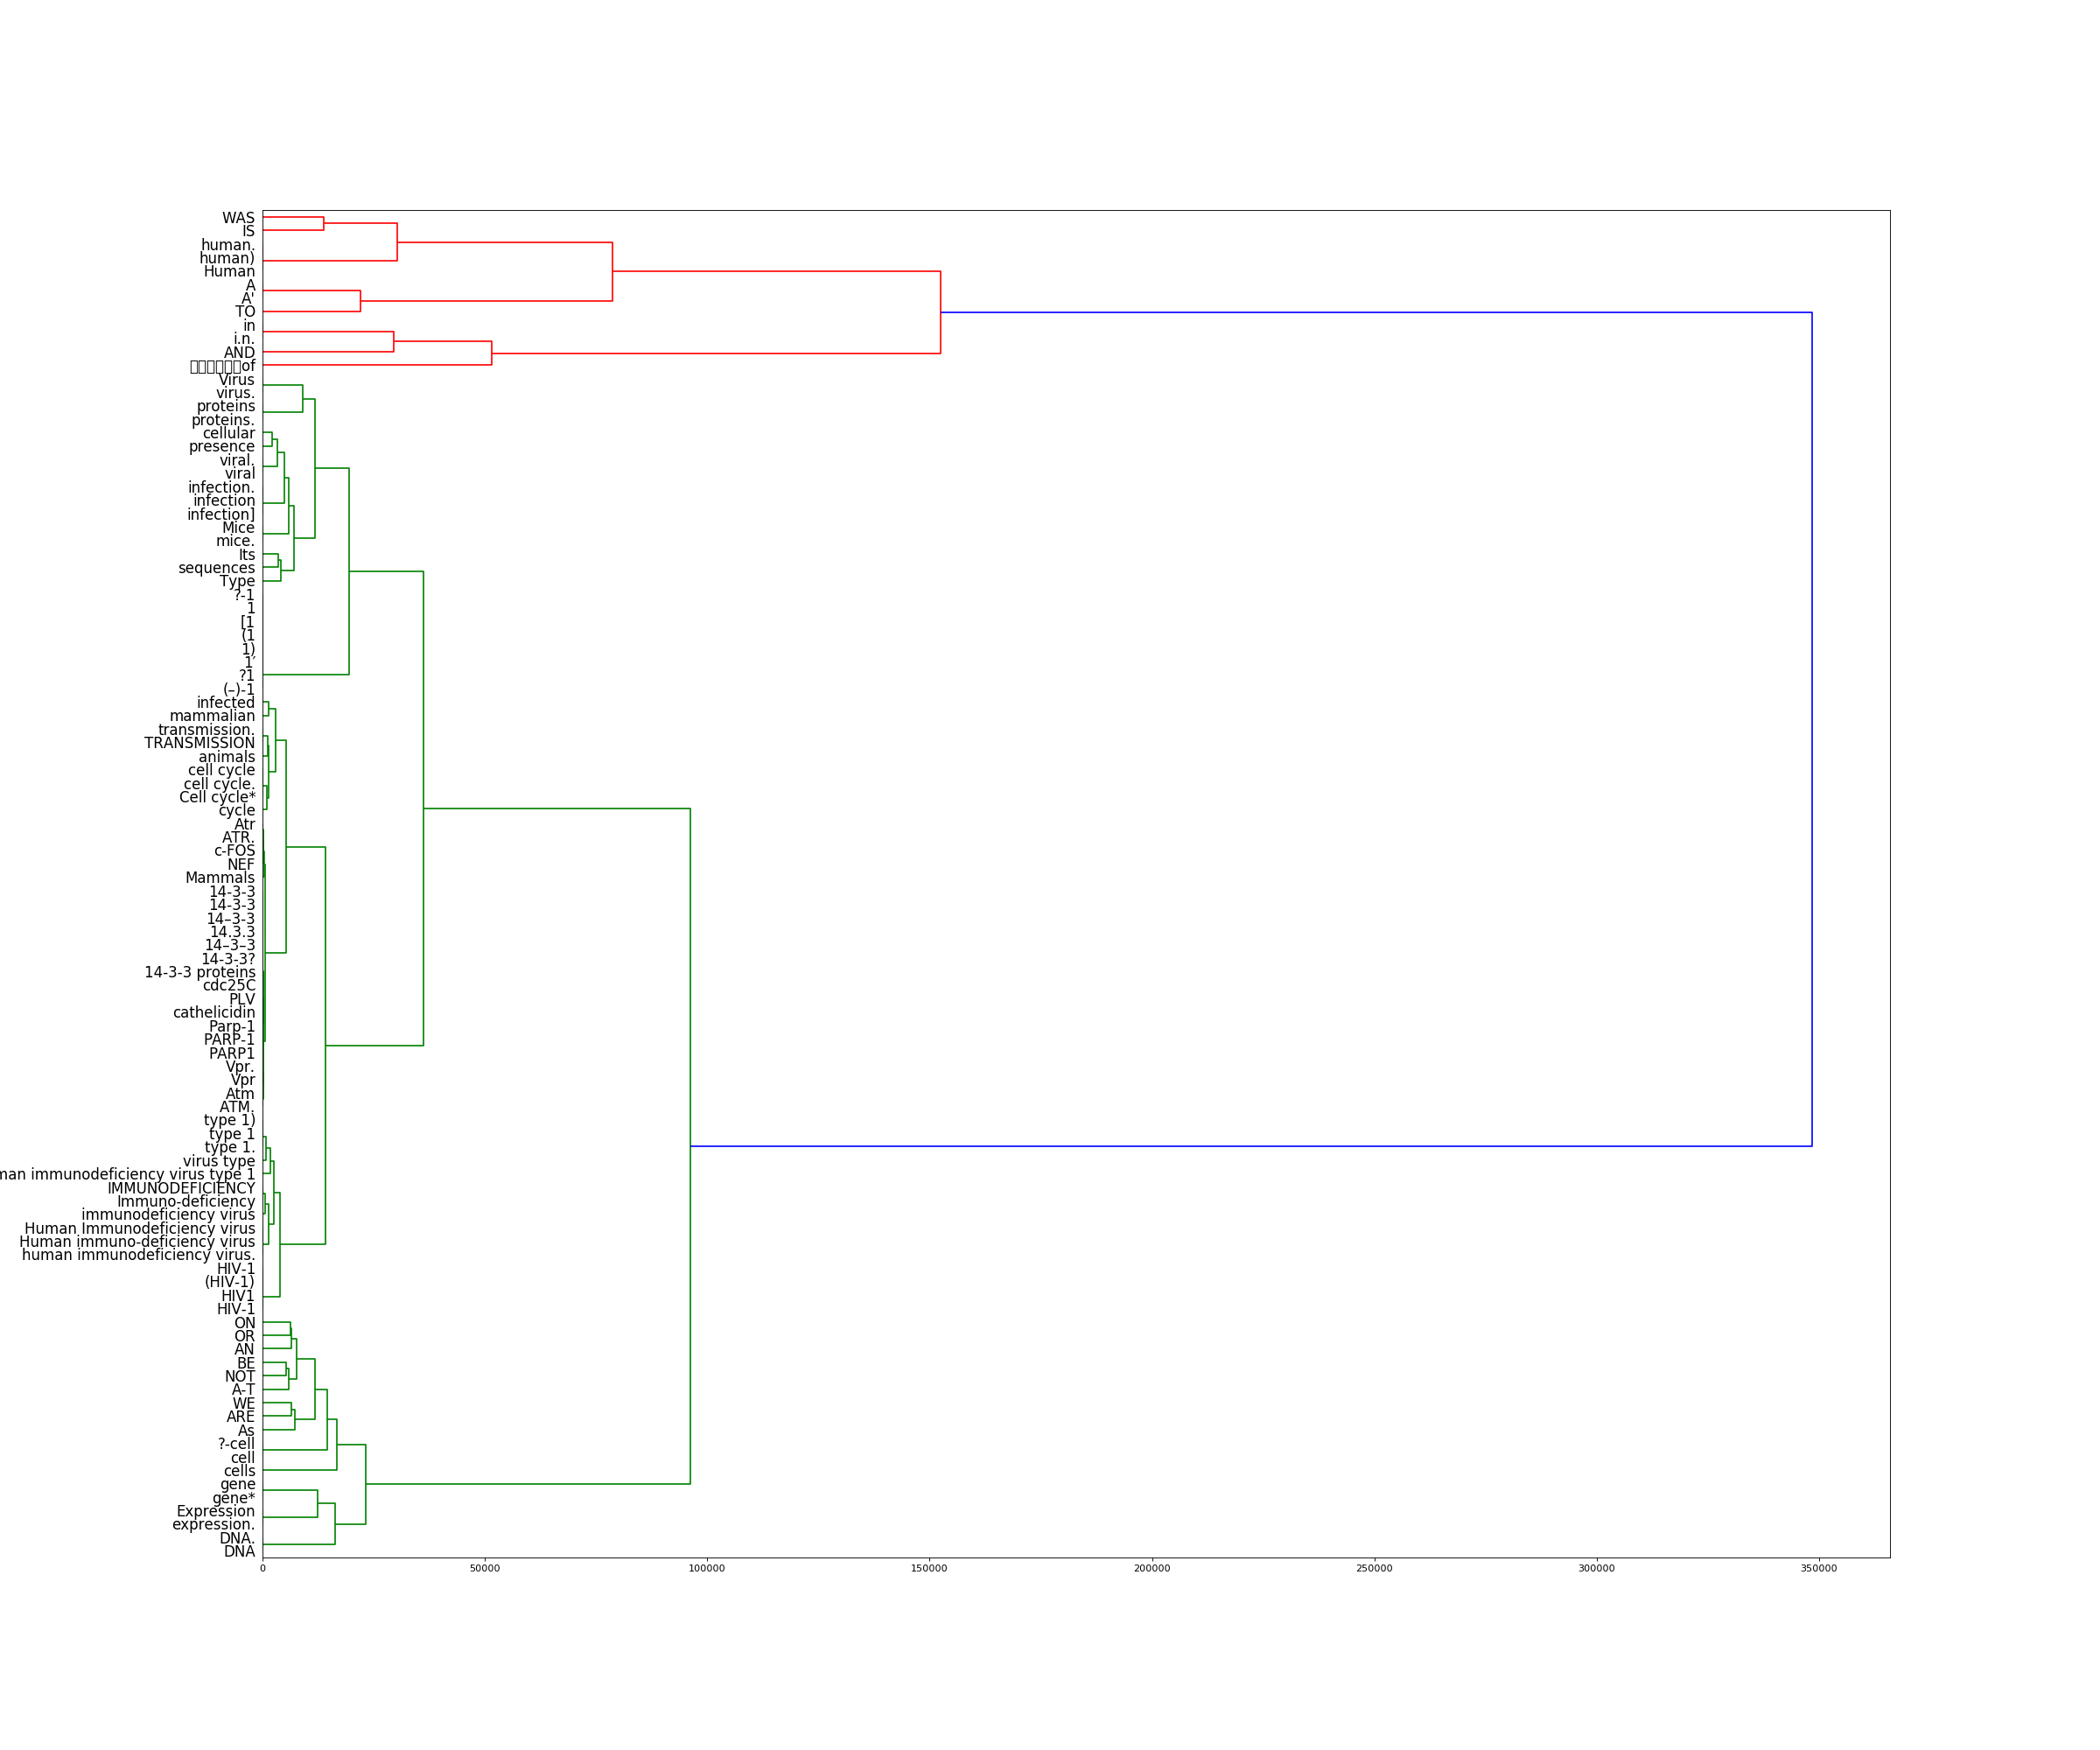 WAS
IS
human.
human)
Human
A
A'
TO
in
i.n.
AND
of
Virus
virus.
proteins
proteins.
cellular
presence
viral.
viral
infection.
infection
infection]
Mice
mice.
Its
sequences
Type
?-1
1
[1
(1
1)
1′
?1
(–)-1
infected
mammalian
transmission.
TRANSMISSION
animals
cell cycle
cell cycle.
Cell cycle*
cycle
Atr
ATR.
c-FOS
NEF
Mammals
14-3-3
14-3-3
14–3-3
14.3.3
14–3–3
14-3-3?
14-3-3 proteins
cdc25C
PLV
cathelicidin
Parp-1
PARP-1
PARP1
Vpr.
Vpr
Atm
ATM.
type 1)
type 1
type 1.
virus type
man immunodeficiency virus type 1
IMMUNODEFICIENCY
Immuno-deficiency
immunodeficiency virus
Human Immunodeficiency virus
Human immuno-deficiency virus
human immunodeficiency virus.
HIV-1
(HIV-1)
HIV1
HIV-1
ON
OR
AN
BE
NOT
A-T
WE
ARE
As
?-cell
cell
cells
gene
gene*
Expression
expression.
DNA.
DNA
0 50000 100000 150000 200000 250000 300000 350000